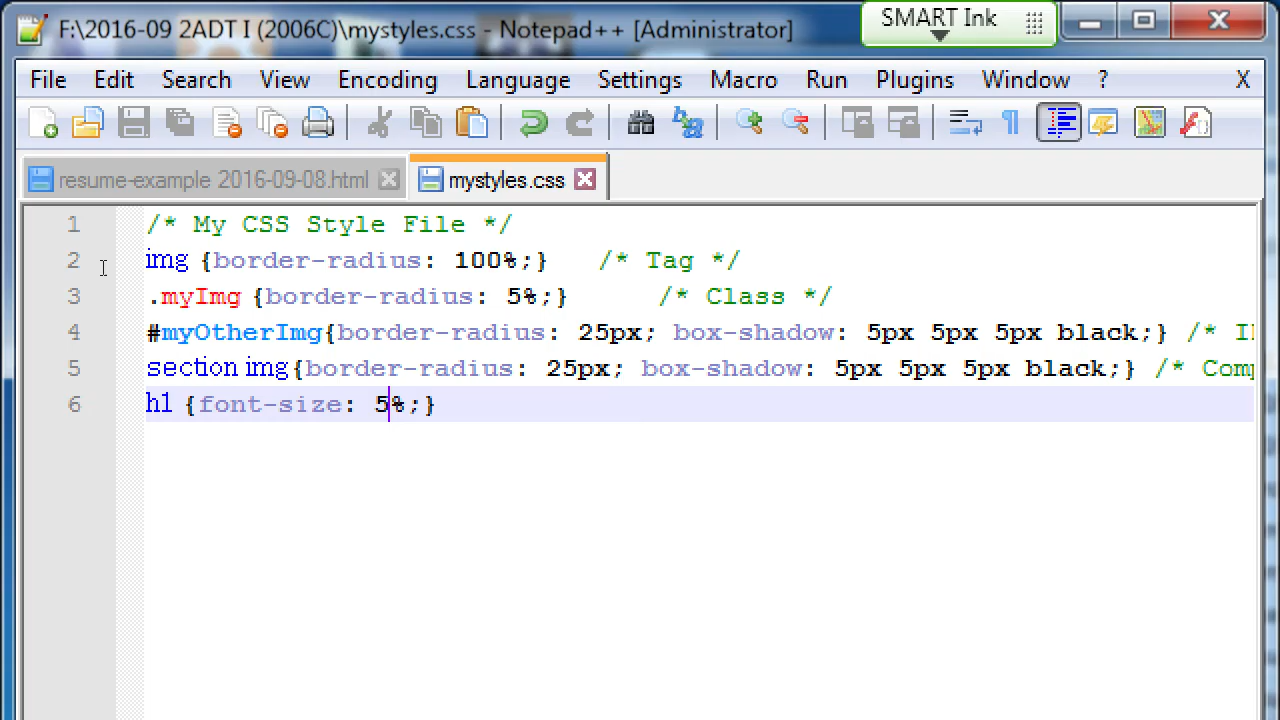 F:\2016-09 2ADT I (2006C)\mystyles.css - Notepad++ [Administrator]
SMART Ink
File Edit Search View Encoding Language Settings Macro Run Plugins Window ? X
resume-example 2016-09-08.html mystyles.css
1 /* My CSS Style File */
2 img {border-radius: 100%;} /* Tag */
3 .myImg {border-radius: 5%;} /* Class */
4 #myOtherImg{border-radius: 25px; box-shadow: 5px 5px 5px black;} /*
5 section img{border-radius: 25px; box-shadow: 5px 5px 5px black;} /*
6 h1 {font-size: 5%;}